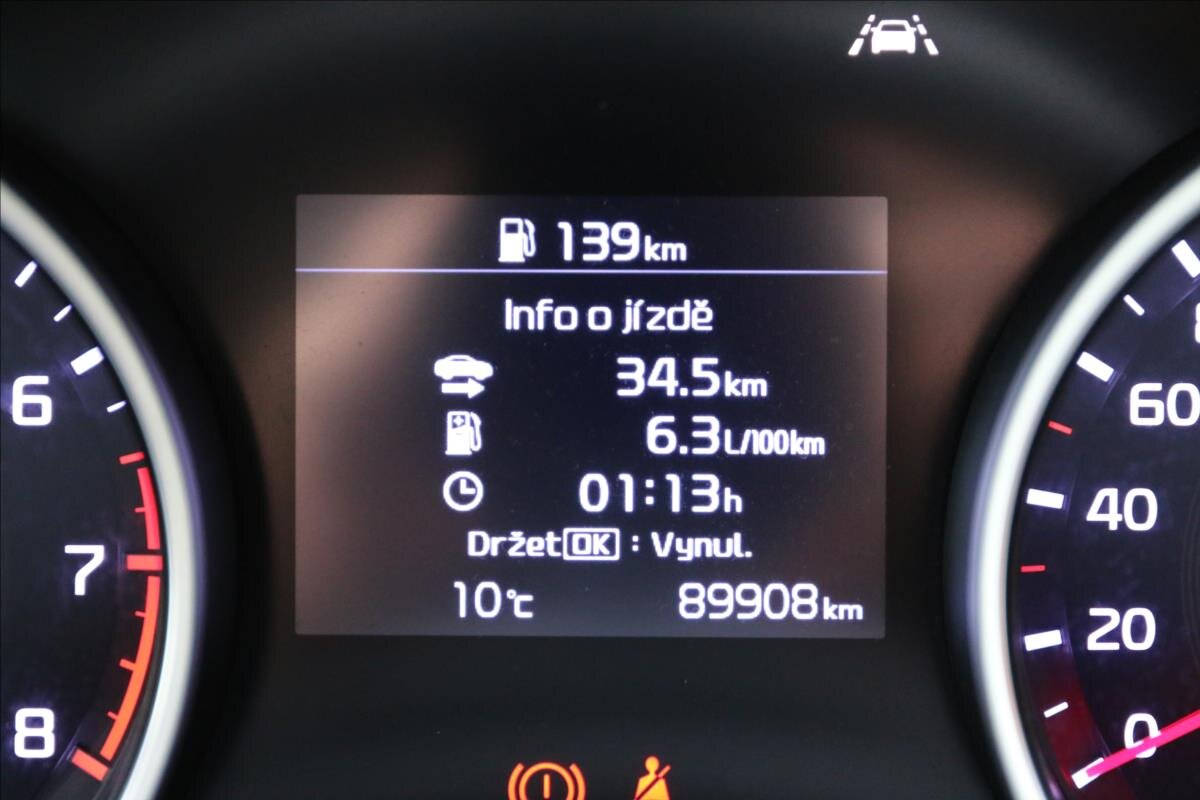 139km
Info o jízdě
34.5km
6.3L/100km
01:13h
Držet OK : Vynul.
10°C 89908km
6
7
8
60
40
20
0